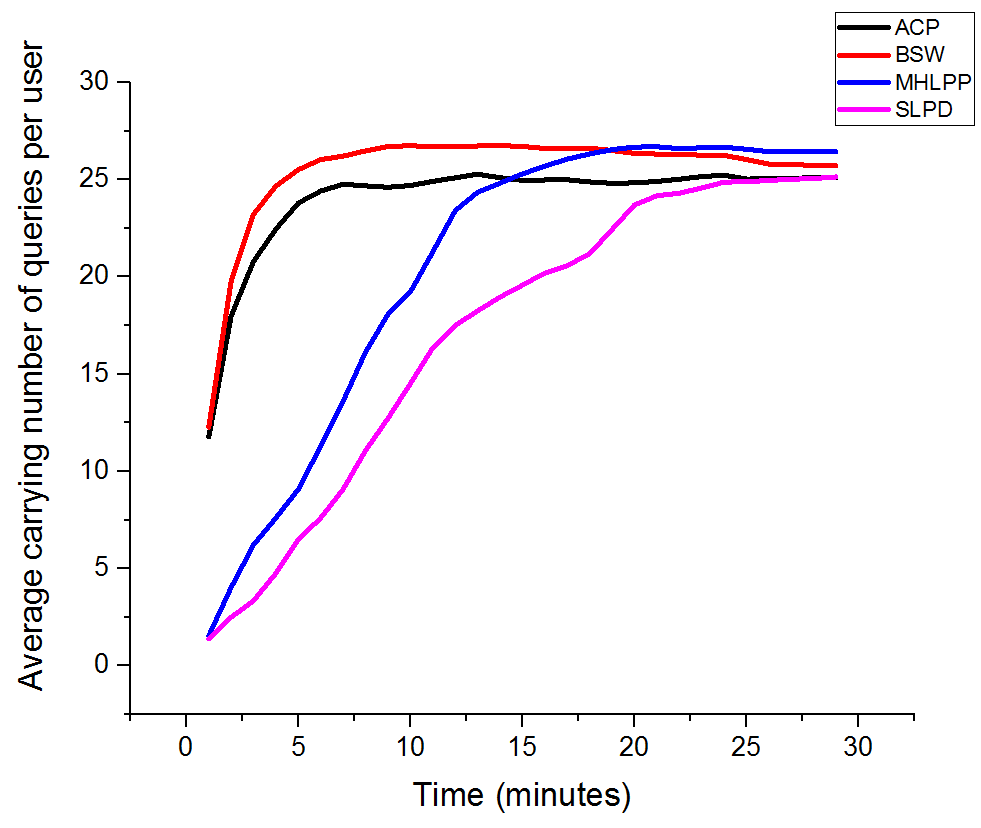 ACP
BSW
MHLPP
SLPD
Average carrying number of queries per user
30
25
20
15
10
5
0
0 5 10 15 20 25 30
Time (minutes)